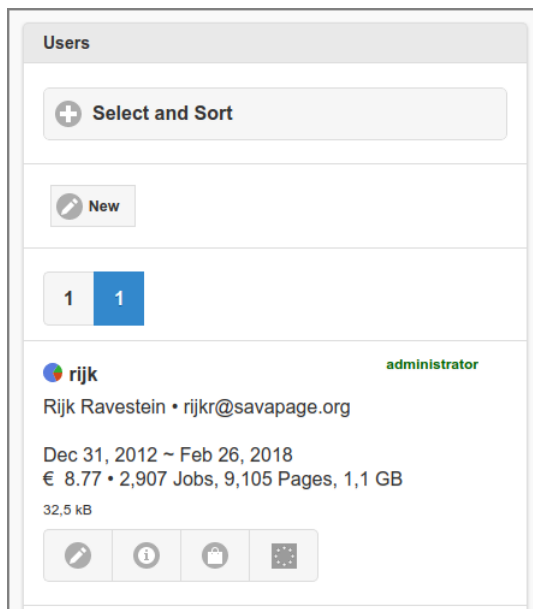 Users
Select and Sort
New
1 1
rijk administrator
Rijk Ravestein • rijkr@savapage.org
Dec 31, 2012 ~ Feb 26, 2018
€ 8.77 • 2,907 Jobs, 9,105 Pages, 1,1 GB
32,5 kB